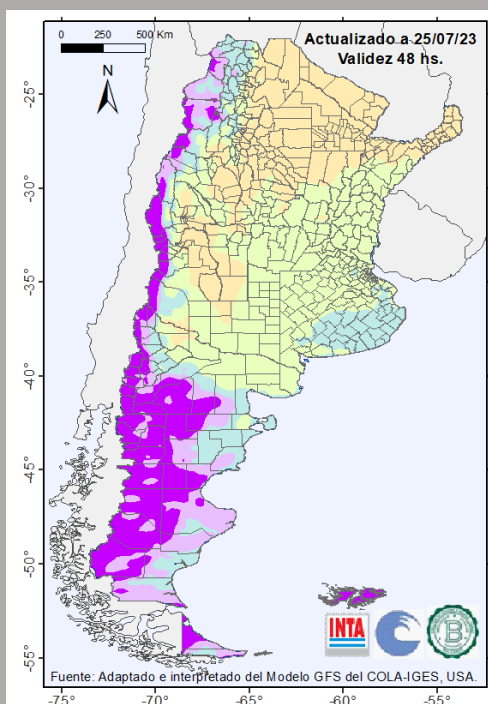 0 250 500 Km
Actualizado a 25/07/23
Validez 48 hs.
N
-25°
-30°
-35°
-40°
-45°
-50°
-55°
INTA
B
Fuente: Adaptado e interpretado del Modelo GFS del COLA-IGES, USA.
-75° -70° -65° -60° -55°